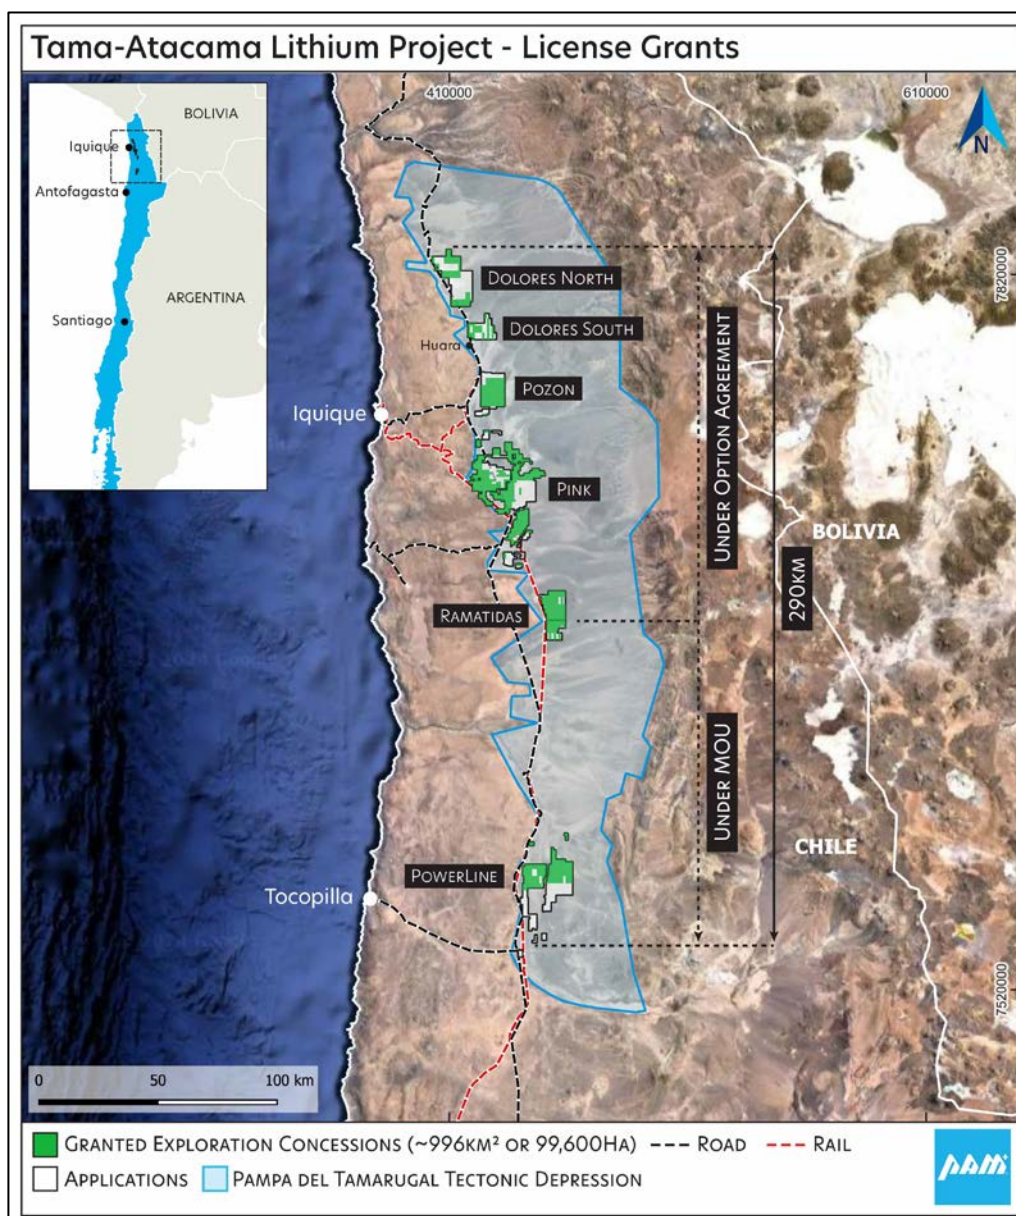 Tama-Atacama Lithium Project - License Grants
410000
610000
BOLIVIA
Iquique
Antofagasta
ARGENTINA
Santiago
N
7820000
DOLORES NORTH
DOLORES SOUTH
Huara
POZON
Iquique
PINK
UNDER OPTION AGREEMENT
BOLIVIA
290KM
RAMATIDAS
UNDER MOU
CHILE
POWERLINE
Tocopilla
7520000
0 50 100 km
GRANTED EXPLORATION CONCESSIONS (~996KM² OR 99,600HA) ROAD RAIL
APPLICATIONS PAMPA DEL TAMARUGAL TECTONIC DEPRESSION
PAM